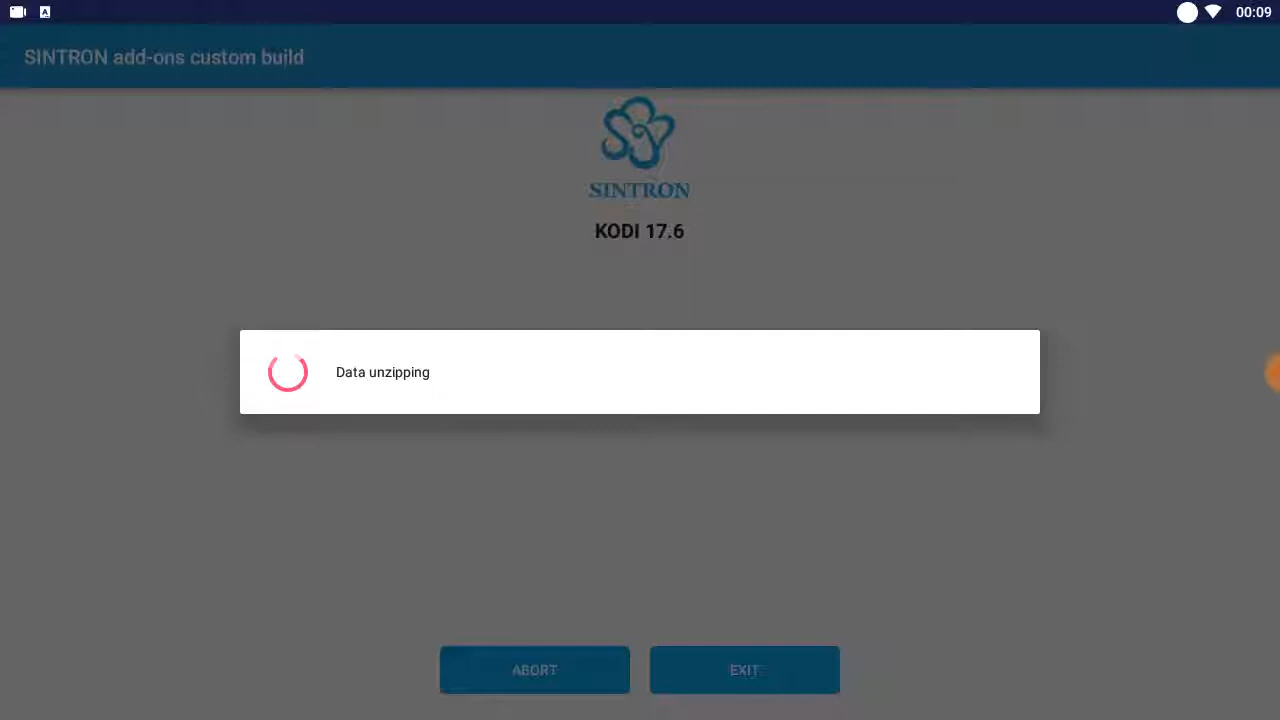 00:09
SINTRON add-ons custom build
SINTRON
KODI 17.6
Data unzipping
ABORT
EXIT